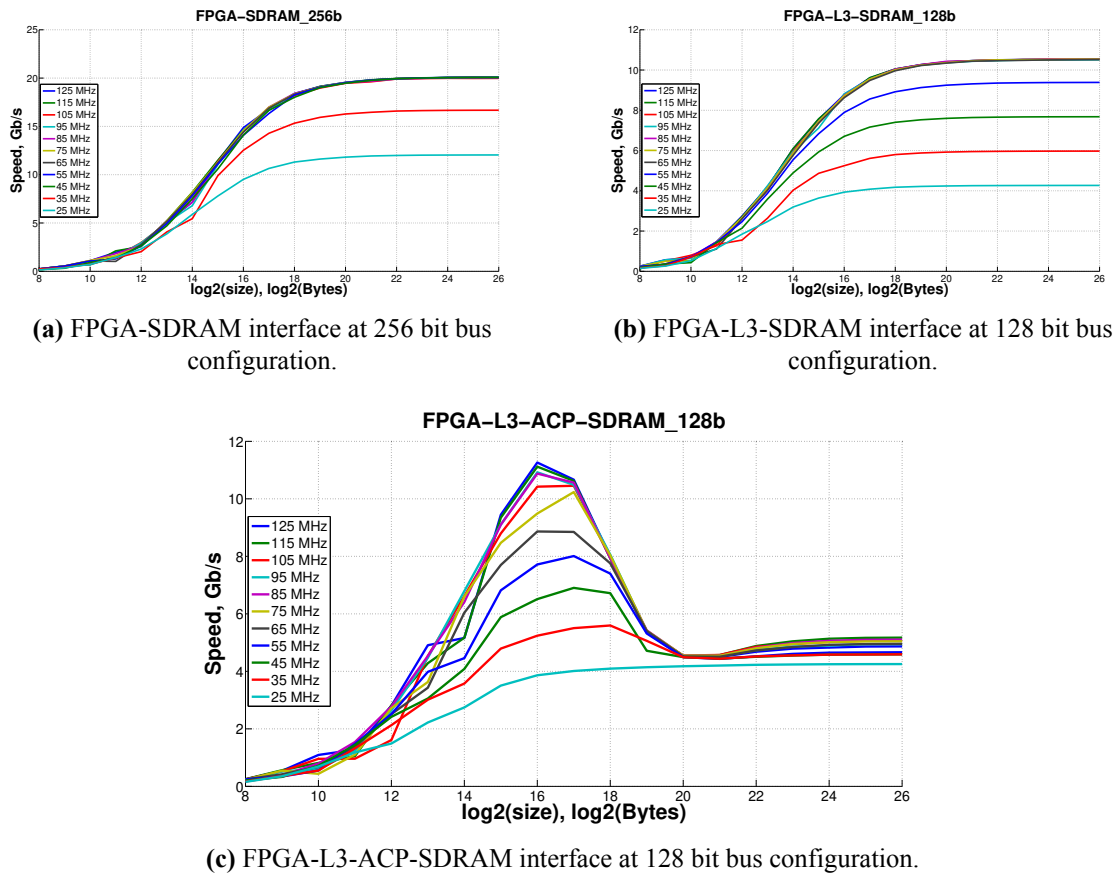 FPGA-SDRAM_256b
Speed, Gb/s
25
20
15
10
5
0
125 MHz
115 MHz
105 MHz
95 MHz
85 MHz
75 MHz
65 MHz
55 MHz
45 MHz
35 MHz
25 MHz
8 10 12 14 16 18 20 22 24 26
log2(size), log2(Bytes)
(a) FPGA-SDRAM interface at 256 bit bus
configuration.
FPGA-L3-SDRAM_128b
Speed, Gb/s
12
10
8
6
4
2
0
125 MHz
115 MHz
105 MHz
95 MHz
85 MHz
75 MHz
65 MHz
55 MHz
45 MHz
35 MHz
25 MHz
8 10 12 14 16 18 20 22 24 26
log2(size), log2(Bytes)
(b) FPGA-L3-SDRAM interface at 128 bit bus
configuration.
FPGA-L3-ACP-SDRAM_128b
Speed, Gb/s
12
10
8
6
4
2
0
125 MHz
115 MHz
105 MHz
95 MHz
85 MHz
75 MHz
65 MHz
55 MHz
45 MHz
35 MHz
25 MHz
8 10 12 14 16 18 20 22 24 26
log2(size), log2(Bytes)
(c) FPGA-L3-ACP-SDRAM interface at 128 bit bus configuration.